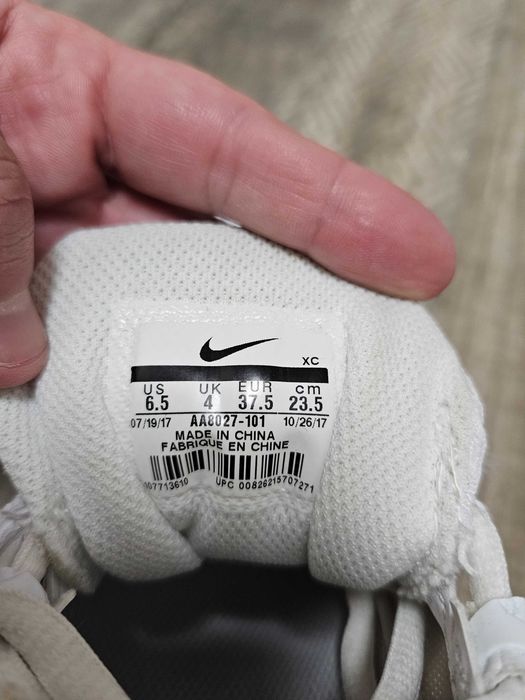 XC
US UK EUR cm
6.5 4 37.5 23.5
07/19/17 AA8027-101 10/26/17
MADE IN CHINA
FABRIQUE EN CHINE
UPC 00826215707271